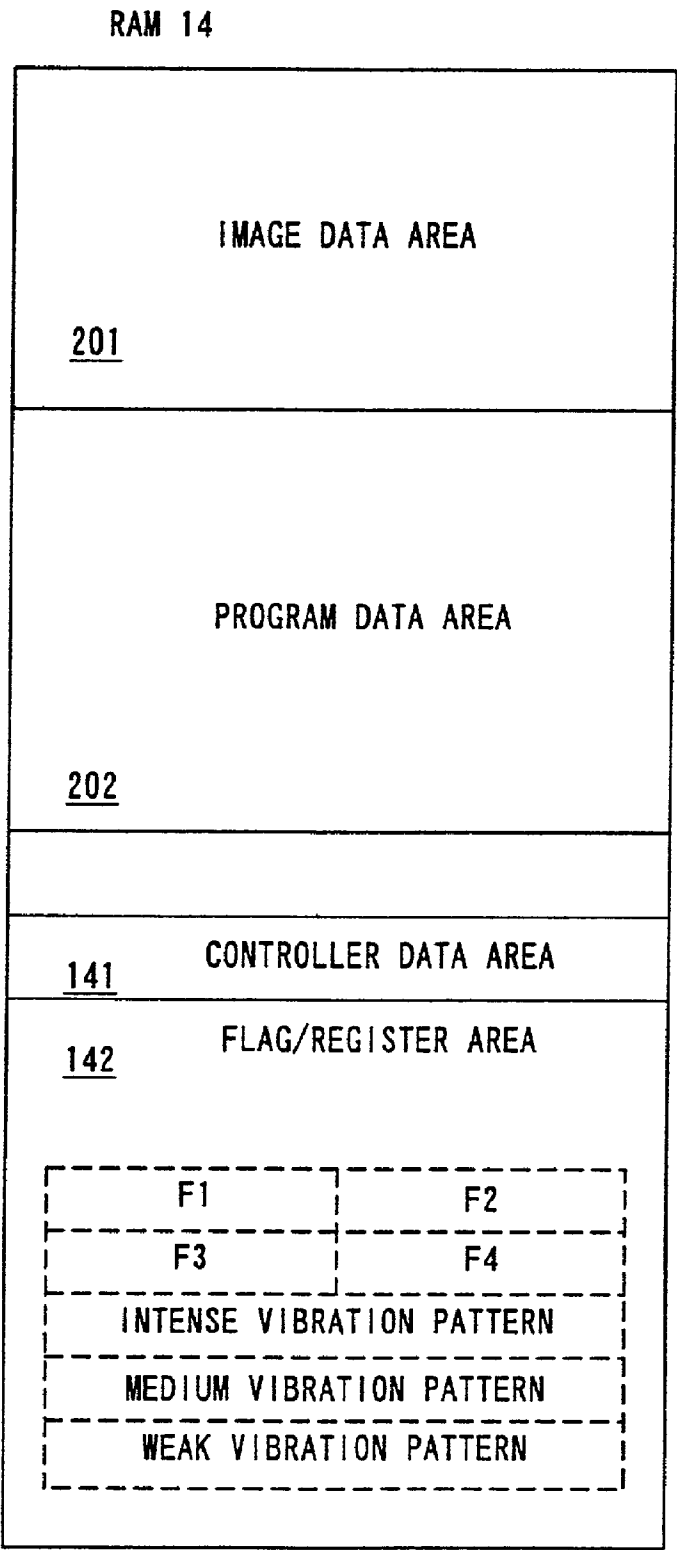 RAM 14
IMAGE DATA AREA
201
PROGRAM DATA AREA
202
CONTROLLER DATA AREA
141
FLAG/REGISTER AREA
142
F1 F2
F3 F4
INTENSE VIBRATION PATTERN
MEDIUM VIBRATION PATTERN
WEAK VIBRATION PATTERN